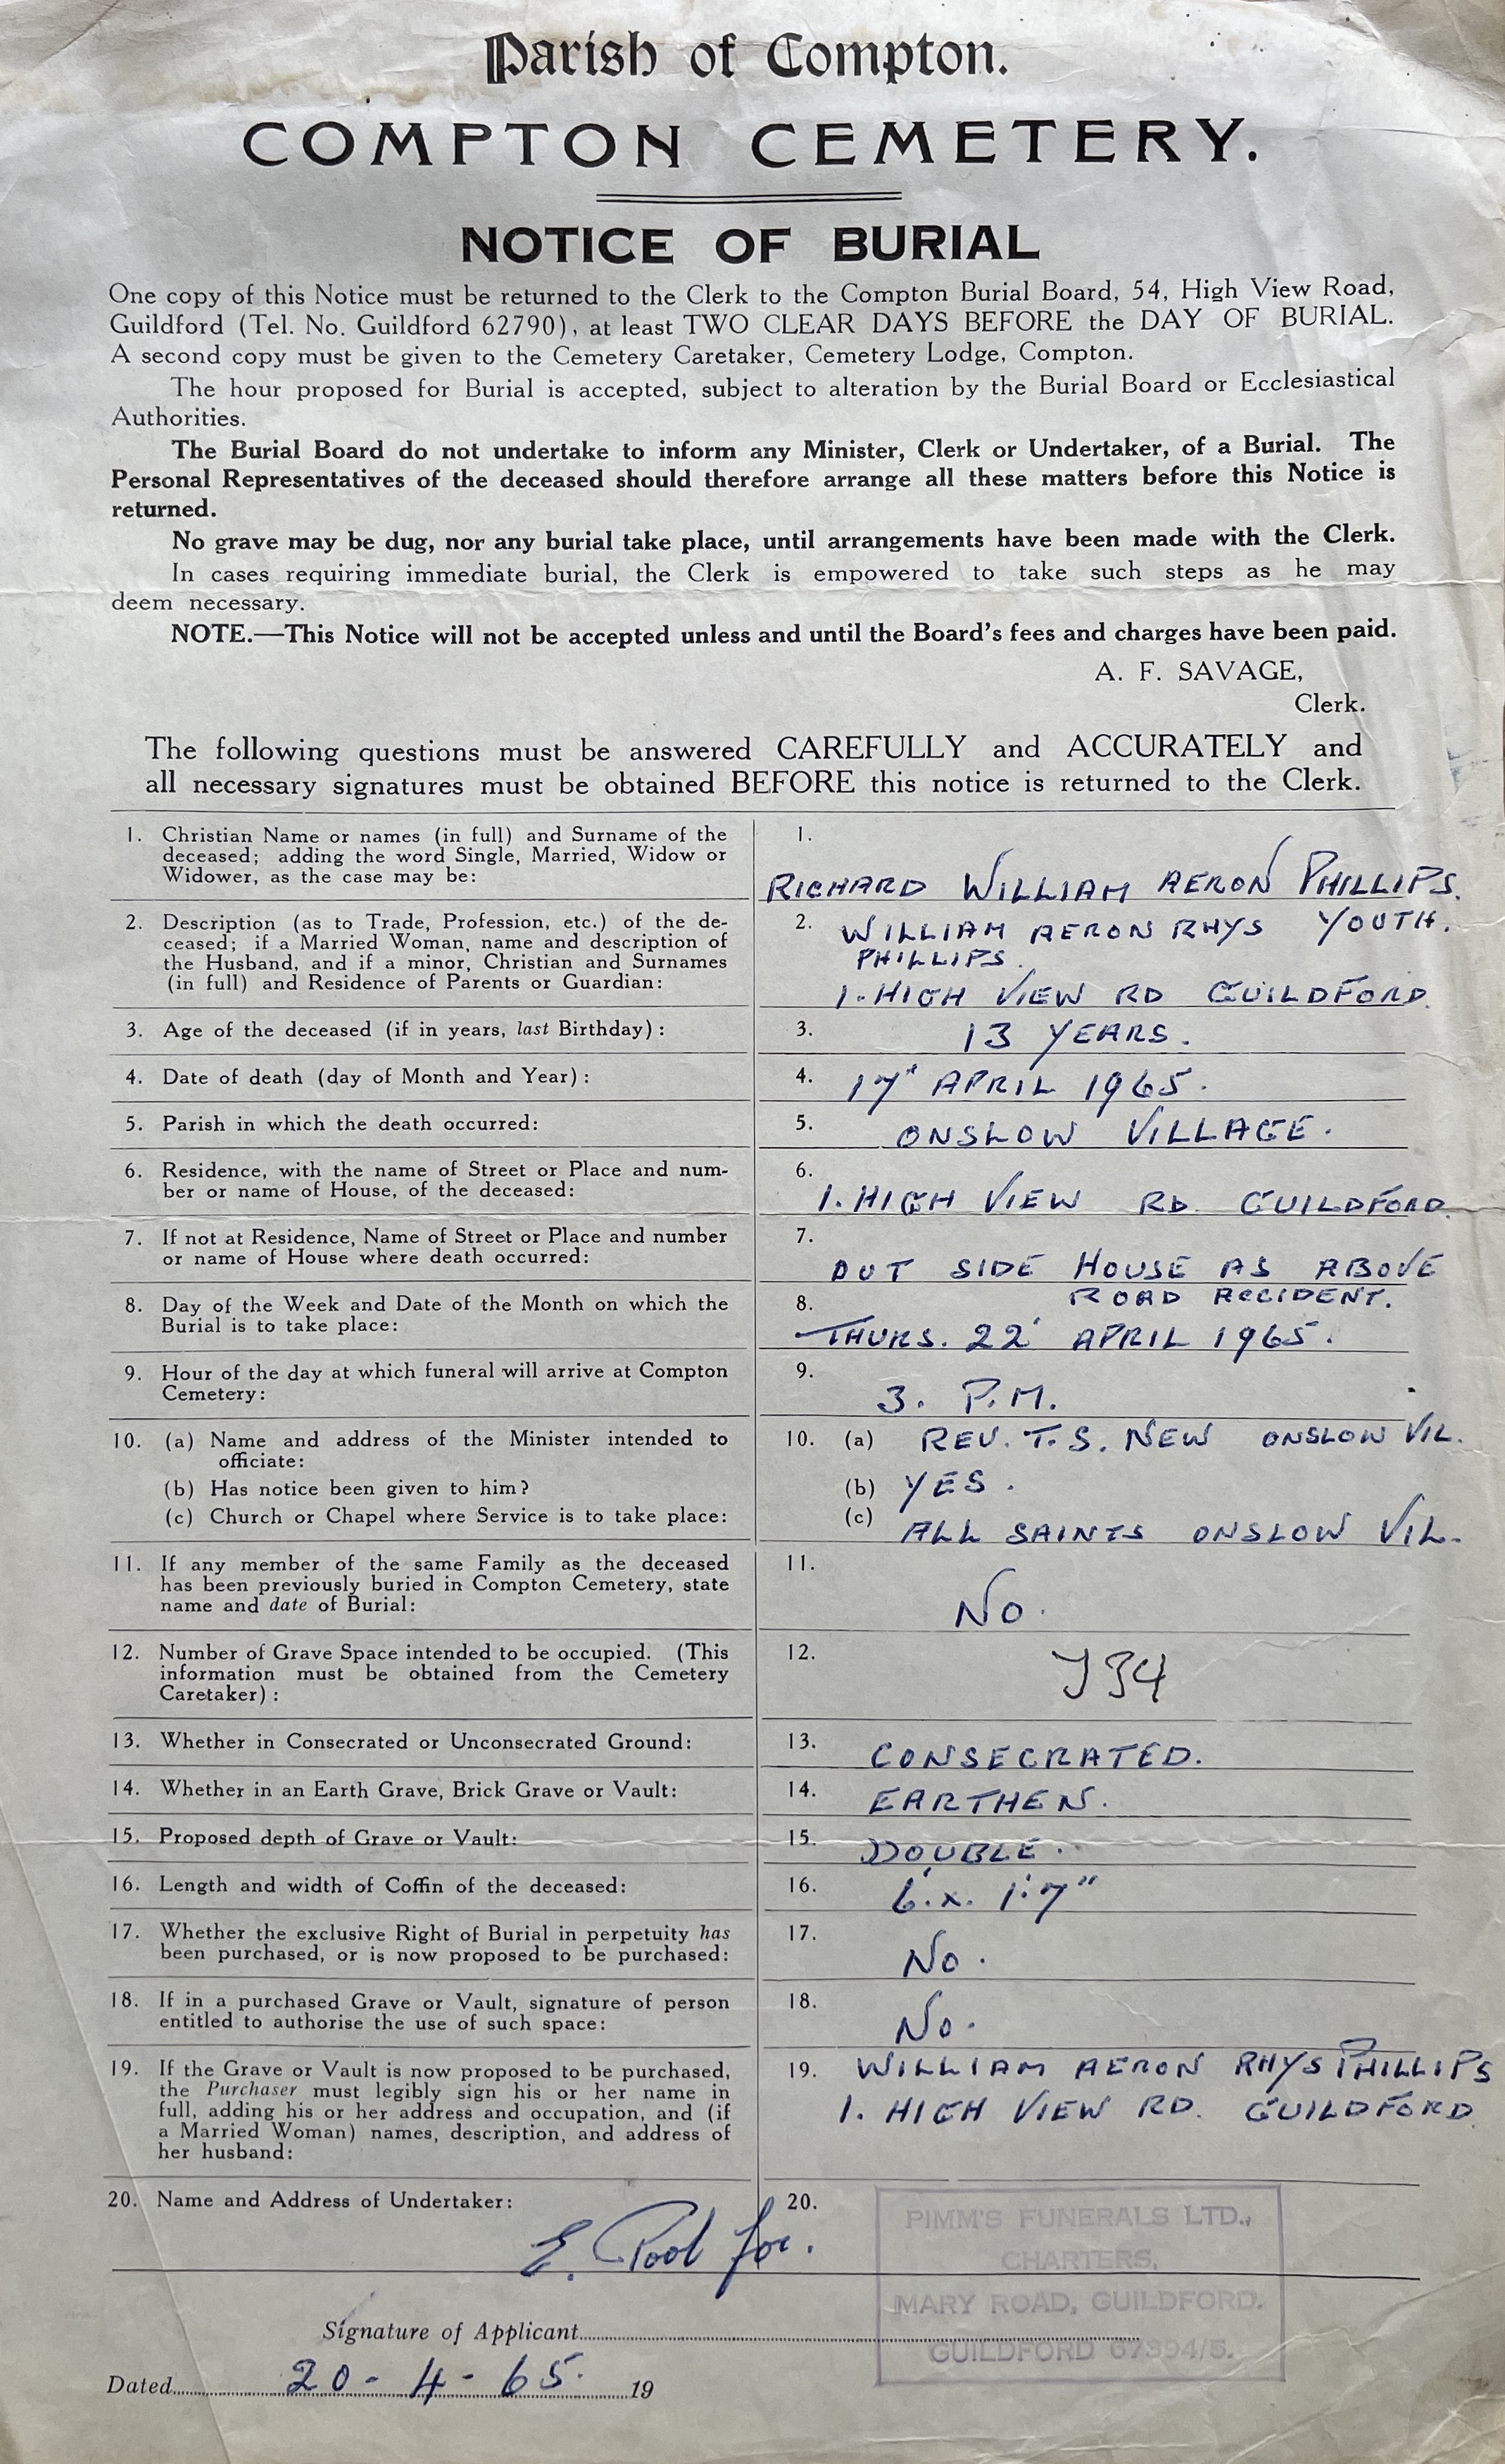 Parish of Compton.
COMPTON CEMETERY.
NOTICE OF BURIAL
One copy of this Notice must be returned to the Clerk to the Compton Burial Board, 54, High View Road,
Guildford (Tel. No. Guildford 62790), at least TWO CLEAR DAYS BEFORE the DAY OF BURIAL.
A second copy must be given to the Cemetery Caretaker, Cemetery Lodge, Compton.
The hour proposed for Burial is accepted, subject to alteration by the Burial Board or Ecclesiastical
Authorities.
The Burial Board do not undertake to inform any Minister, Clerk or Undertaker, of a Burial. The
Personal Representatives of the deceased should therefore arrange all these matters before this Notice is
returned.
No grave may be dug, nor any burial take place, until arrangements have been made with the Clerk.
In cases requiring immediate burial, the Clerk is empowered to take such steps as he may
deem necessary.
NOTE.—This Notice will not be accepted unless and until the Board's fees and charges have been paid.
A. F. SAVAGE,
Clerk.
The following questions must be answered CAREFULLY and ACCURATELY and
all necessary signatures must be obtained BEFORE this notice is returned to the Clerk.
1. Christian Name or names (in full) and Surname of the
deceased; adding the word Single, Married, Widow or
Widower, as the case may be:
1.
RICHARD WILLIAM AERON PHILLIPS.
2. Description (as to Trade, Profession, etc.) of the de-
ceased; if a Married Woman, name and description of
the Husband, and if a minor, Christian and Surnames
(in full) and Residence of Parents or Guardian:
2. WILLIAM AERON RHYS YOUTH.
PHILLIPS.
1. HIGH VIEW RD GUILDFORD.
3. Age of the deceased (if in years, last Birthday):
3. 13 YEARS.
4. Date of death (day of Month and Year):
4. 17" APRIL 1965.
5. Parish in which the death occurred:
5. ONSLOW VILLAGE.
6. Residence, with the name of Street or Place and num-
ber or name of House, of the deceased:
6.
1. HIGH VIEW RD. GUILDFORD.
7. If not at Residence, Name of Street or Place and number
or name of House where death occurred:
7.
OUT SIDE HOUSE AS ABOVE
ROAD ACCIDENT.
8. Day of the Week and Date of the Month on which the
Burial is to take place:
8.
THURS. 22' APRIL 1965.
9. Hour of the day at which funeral will arrive at Compton
Cemetery:
9.
3. P.M.
10. (a) Name and address of the Minister intended to
officiate:
(b) Has notice been given to him?
(c) Church or Chapel where Service is to take place:
10. (a) REV. T. S. NEW ONSLOW VIL.
(b) YES.
(c) ALL SAINTS ONSLOW VIL.
11. If any member of the same Family as the deceased
has been previously buried in Compton Cemetery, state
name and date of Burial:
11.
No.
12. Number of Grave Space intended to be occupied. (This
information must be obtained from the Cemetery
Caretaker):
12. J34
13. Whether in Consecrated or Unconsecrated Ground:
13. CONSECRATED.
14. Whether in an Earth Grave, Brick Grave or Vault:
14. EARTHEN.
15. Proposed depth of Grave or Vault:
15. DOUBLE.
16. Length and width of Coffin of the deceased:
16. 6'. x. 1'.7"
17. Whether the exclusive Right of Burial in perpetuity has
been purchased, or is now proposed to be purchased:
17.
No.
18. If in a purchased Grave or Vault, signature of person
entitled to authorise the use of such space:
18.
No.
19. If the Grave or Vault is now proposed to be purchased,
the Purchaser must legibly sign his or her name in
full, adding his or her address and occupation, and (if
a Married Woman) names, description, and address of
her husband:
19. WILLIAM AERON RHYS PHILLIPS
1. HIGH VIEW RD. GUILDFORD
20. Name and Address of Undertaker:
20.
E. Pool for.
PIMM'S FUNERALS LTD.,
CHARTERS,
MARY ROAD, GUILDFORD.
GUILDFORD 67394/5.
Signature of Applicant
Dated 20-4-65. 19